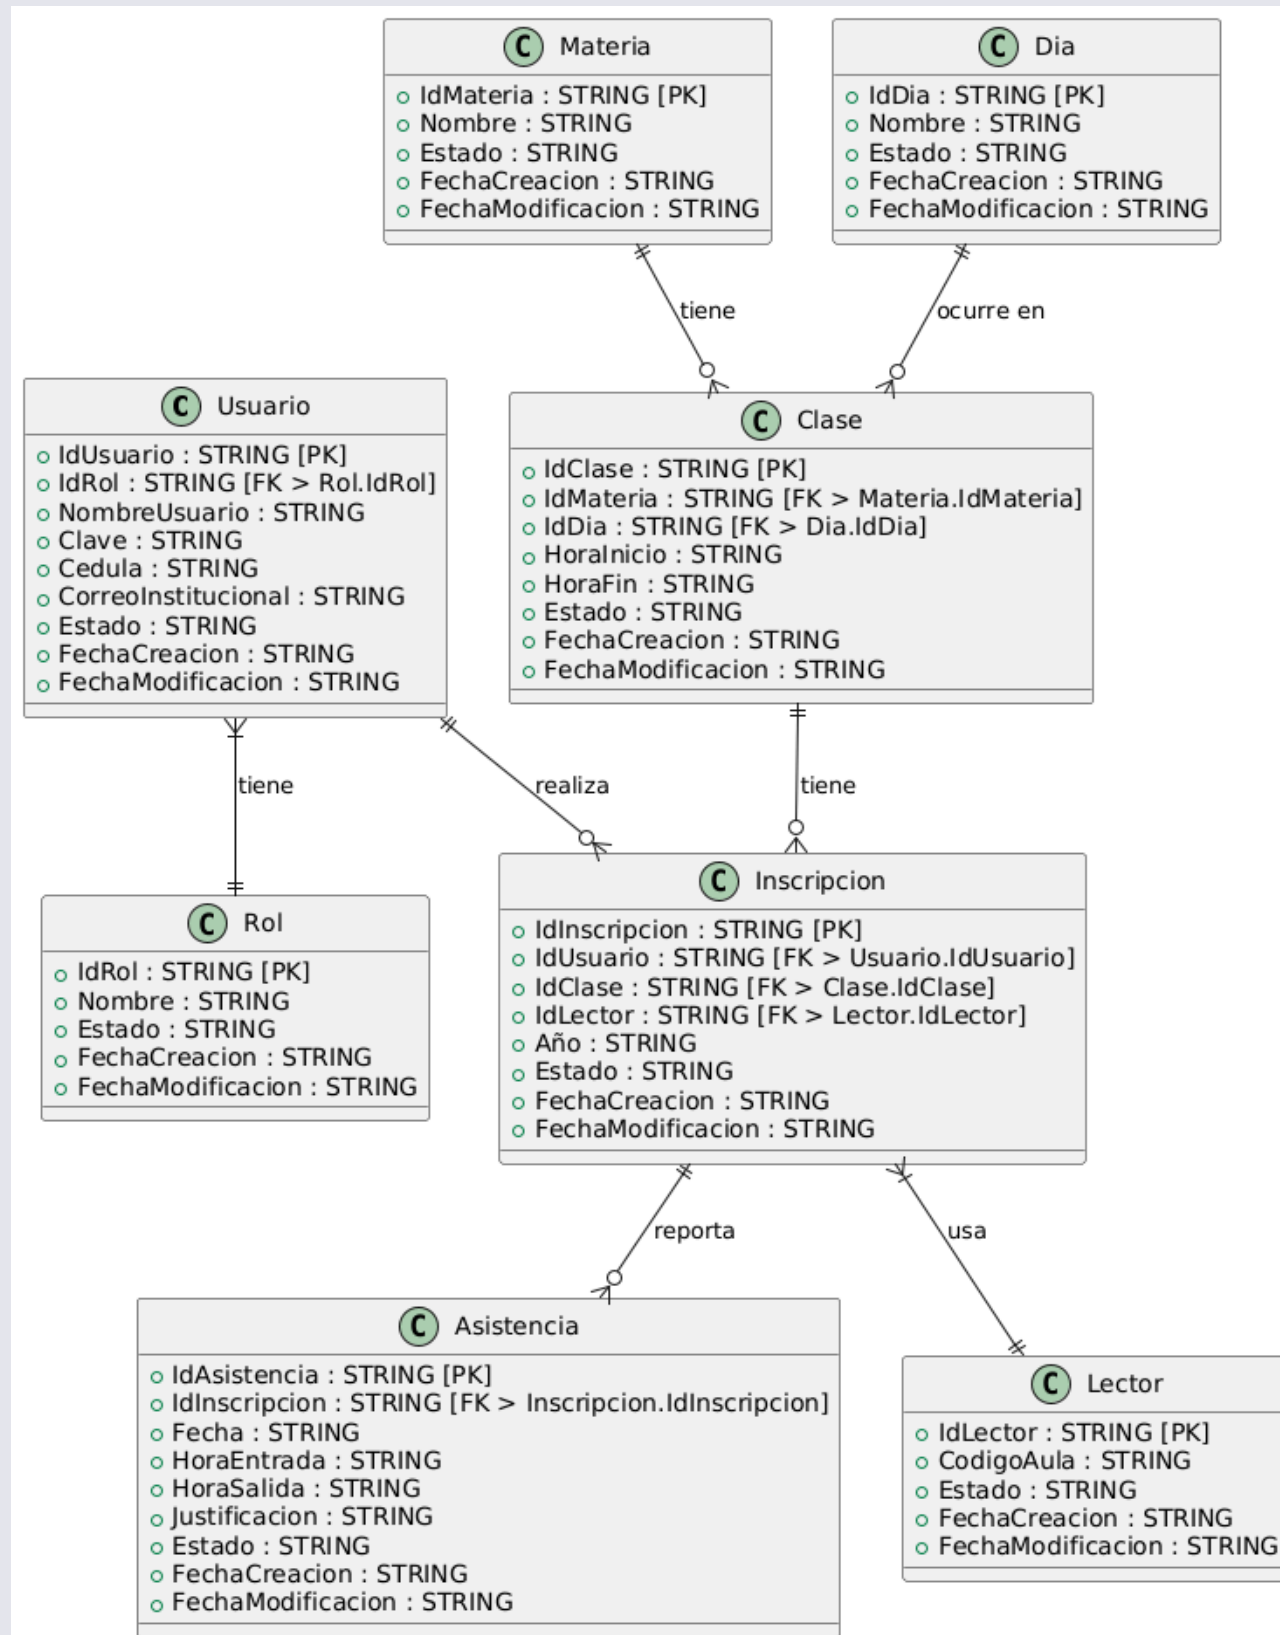 C Materia
IdMateria : STRING [PK]
Nombre : STRING
Estado : STRING
FechaCreacion : STRING
FechaModificacion : STRING
C Dia
IdDia : STRING [PK]
Nombre : STRING
Estado : STRING
FechaCreacion : STRING
FechaModificacion : STRING
tiene
ocurre en
C Usuario
IdUsuario : STRING [PK]
IdRol : STRING [FK > Rol.IdRol]
NombreUsuario : STRING
Clave : STRING
Cedula : STRING
CorreoInstitucional : STRING
Estado : STRING
FechaCreacion : STRING
FechaModificacion : STRING
C Clase
IdClase : STRING [PK]
IdMateria : STRING [FK > Materia.IdMateria]
IdDia : STRING [FK > Dia.IdDia]
HoraInicio : STRING
HoraFin : STRING
Estado : STRING
FechaCreacion : STRING
FechaModificacion : STRING
tiene
realiza
tiene
C Rol
IdRol : STRING [PK]
Nombre : STRING
Estado : STRING
FechaCreacion : STRING
FechaModificacion : STRING
C Inscripcion
IdInscripcion : STRING [PK]
IdUsuario : STRING [FK > Usuario.IdUsuario]
IdClase : STRING [FK > Clase.IdClase]
IdLector : STRING [FK > Lector.IdLector]
Año : STRING
Estado : STRING
FechaCreacion : STRING
FechaModificacion : STRING
reporta
usa
C Asistencia
IdAsistencia : STRING [PK]
IdInscripcion : STRING [FK > Inscripcion.IdInscripcion]
Fecha : STRING
HoraEntrada : STRING
HoraSalida : STRING
Justificacion : STRING
Estado : STRING
FechaCreacion : STRING
FechaModificacion : STRING
C Lector
IdLector : STRING [PK]
CodigoAula : STRING
Estado : STRING
FechaCreacion : STRING
FechaModificacion : STRING